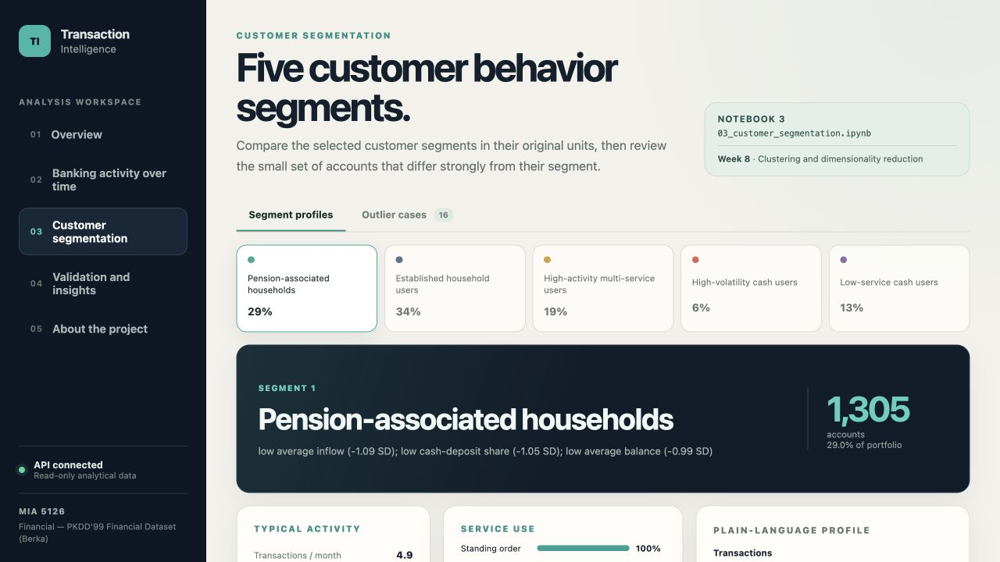 TI
Transaction
Intelligence
ANALYSIS WORKSPACE
01 Overview
02 Banking activity over
time
03 Customer
segmentation
04 Validation and
insights
05 About the project
API connected
Read-only analytical data
MIA 5126
Financial — PKDD'99 Financial Dataset
(Berka)
CUSTOMER SEGMENTATION
Five customer behavior
segments.
Compare the selected customer segments in their original units, then review
the small set of accounts that differ strongly from their segment.
NOTEBOOK 3
03_customer_segmentation.ipynb
Week 8 · Clustering and dimensionality reduction
Segment profiles
Outlier cases 16
Pension-associated
households
29%
Established household
users
34%
High-activity multi-service
users
19%
High-volatility cash users
6%
Low-service cash users
13%
SEGMENT 1
Pension-associated households
low average inflow (-1.09 SD); low cash-deposit share (-1.05 SD); low average balance (-0.99 SD)
1,305
accounts
29.0% of portfolio
TYPICAL ACTIVITY
Transactions / month 4.9
SERVICE USE
Standing order 100%
PLAIN-LANGUAGE PROFILE
Transactions